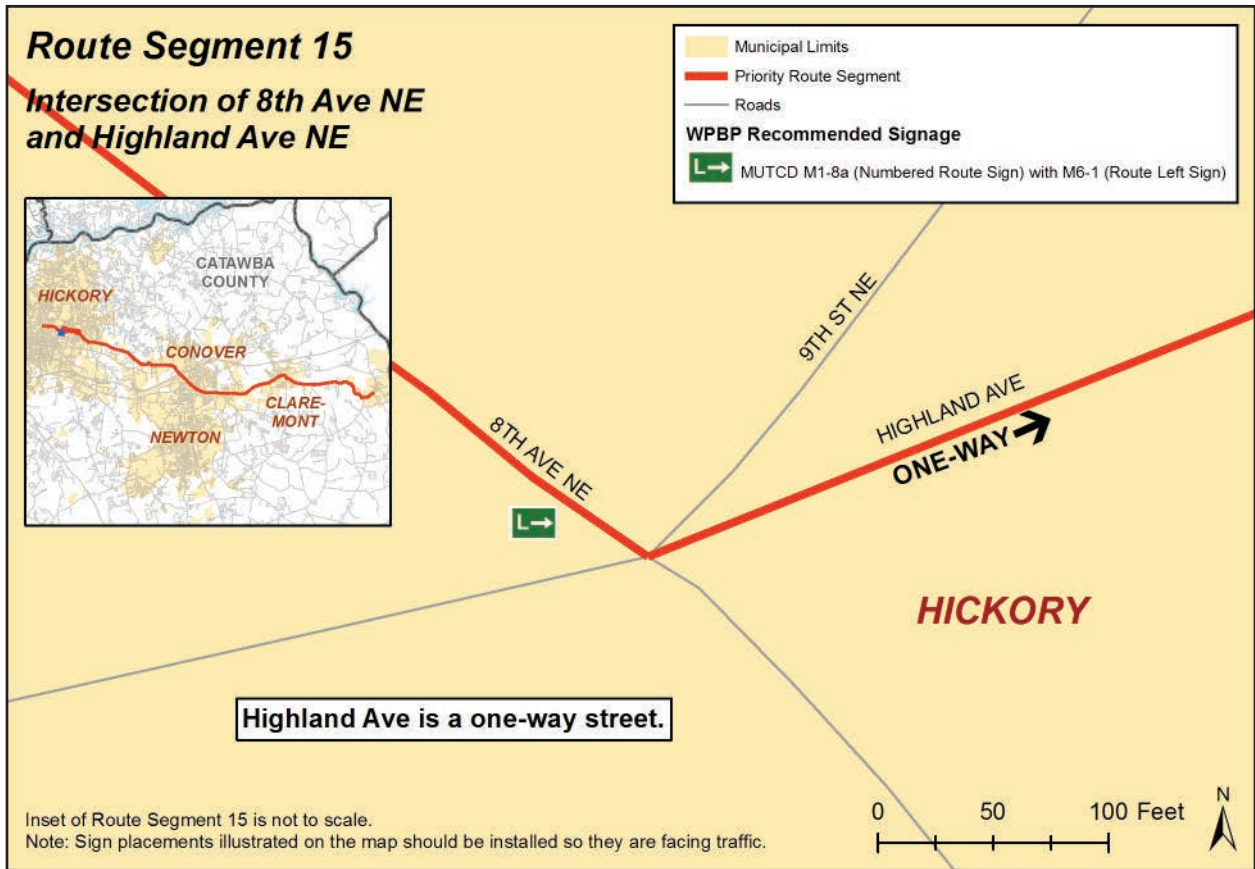 Route Segment 15
Intersection of 8th Ave NE
and Highland Ave NE
Municipal Limits
Priority Route Segment
Roads
WPBP Recommended Signage
L→ MUTCD M1-8a (Numbered Route Sign) with M6-1 (Route Left Sign)
CATAWBA
COUNTY
HICKORY
CONOVER
CLARE-
MONT
NEWTON
9TH ST NE
HIGHLAND AVE
ONE-WAY →
8TH AVE NE
L→
HICKORY
Highland Ave is a one-way street.
Inset of Route Segment 15 is not to scale.
Note: Sign placements illustrated on the map should be installed so they are facing traffic.
0 50 100 Feet
N